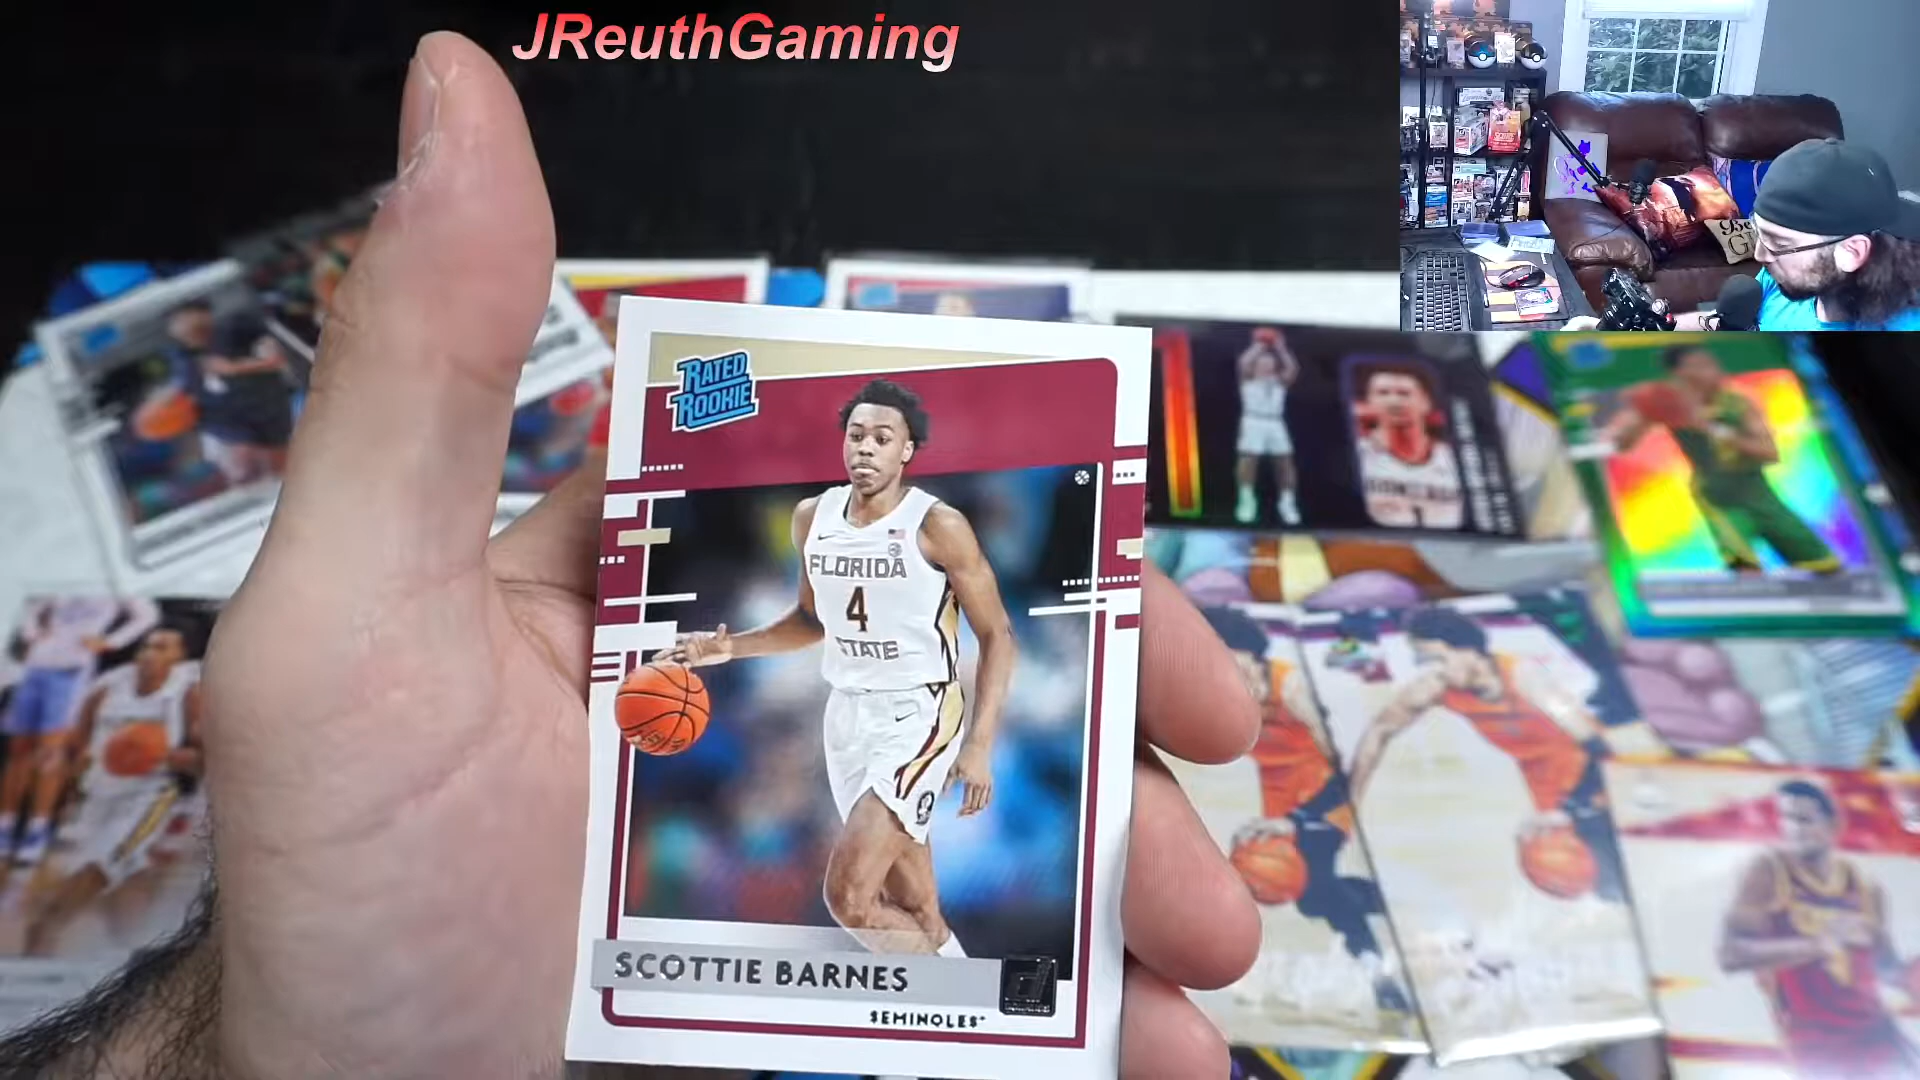 JReuthGaming
RATED
ROOKIE
FLORIDA
4
STATE
SCOTTIE BARNES
SEMINOLES